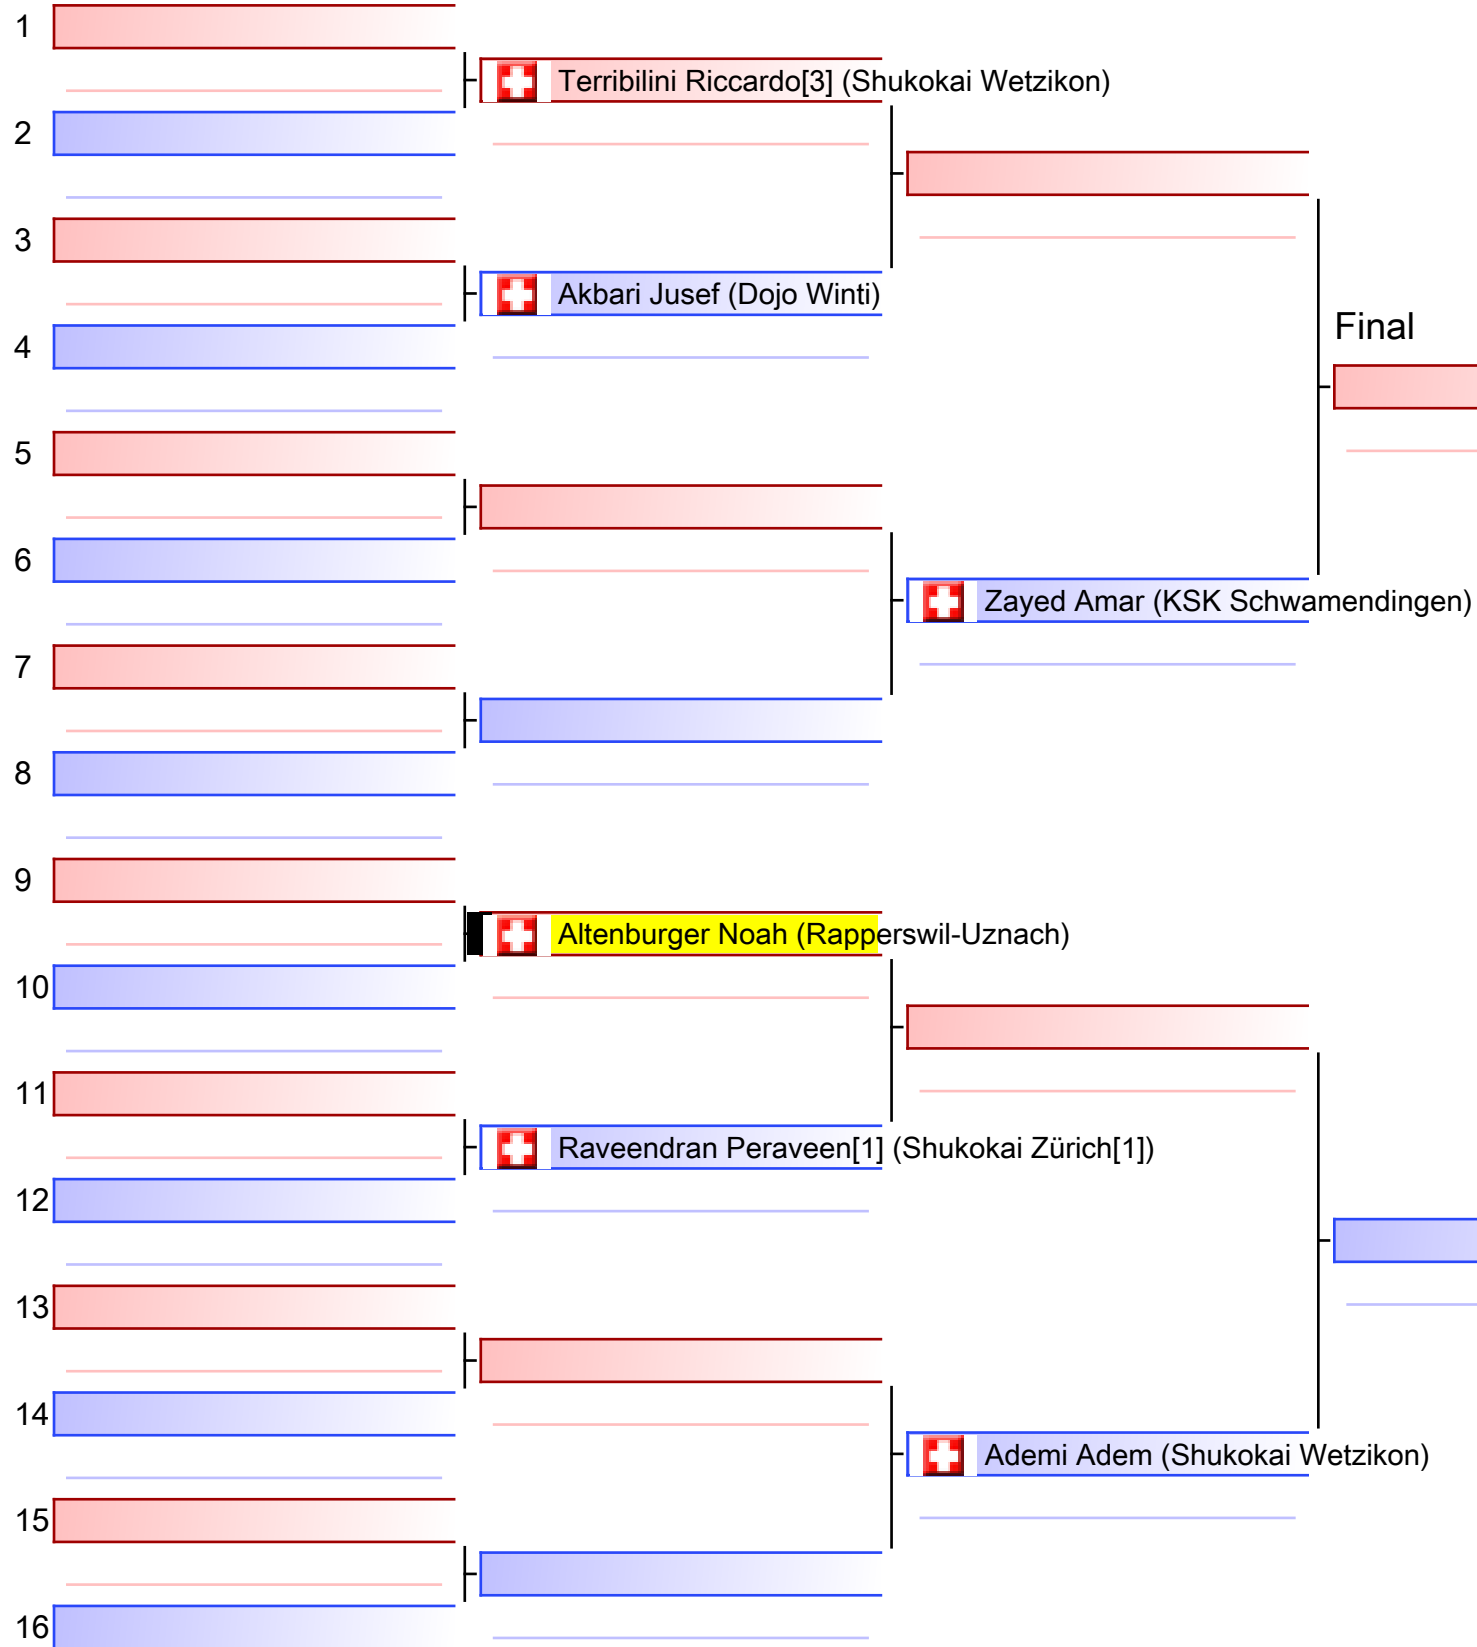 1
Terribilini Riccardo[3] (Shukokai Wetzikon)
2
3
Akbari Jusef (Dojo Winti)
4
Final
5
6
Zayed Amar (KSK Schwamendingen)
7
8
9
Altenburger Noah (Rapperswil-Uznach)
10
11
Raveendran Peraveen[1] (Shukokai Zürich[1])
12
13
14
Ademi Adem (Shukokai Wetzikon)
15
16